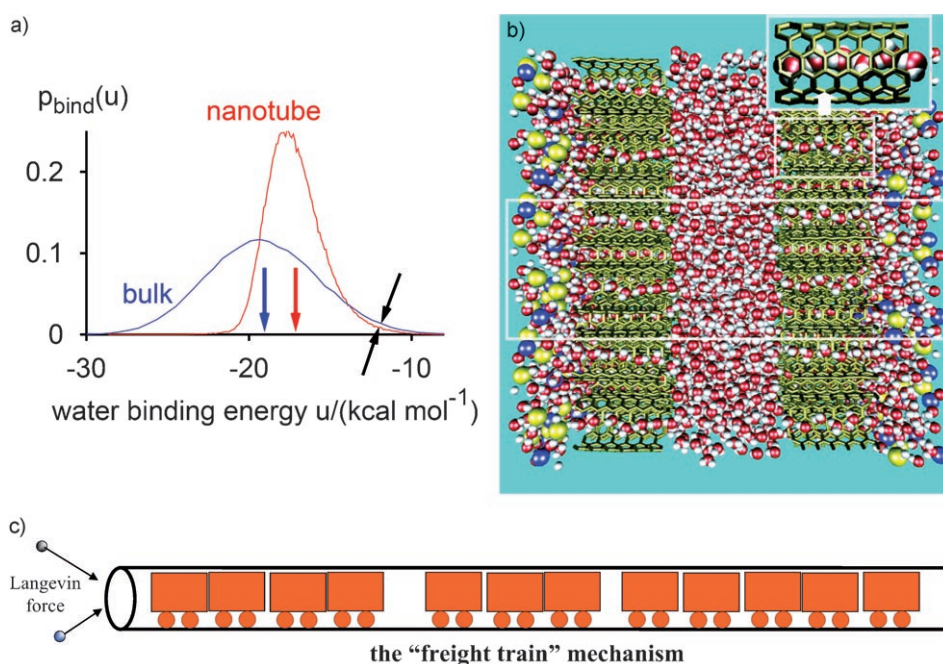 a)
p_bind(u)
nanotube
0.2
0.1
bulk
0
-30
-20
-10
water binding energy u/(kcal mol⁻¹)
b)
c)
Langevin
force
the “freight train” mechanism